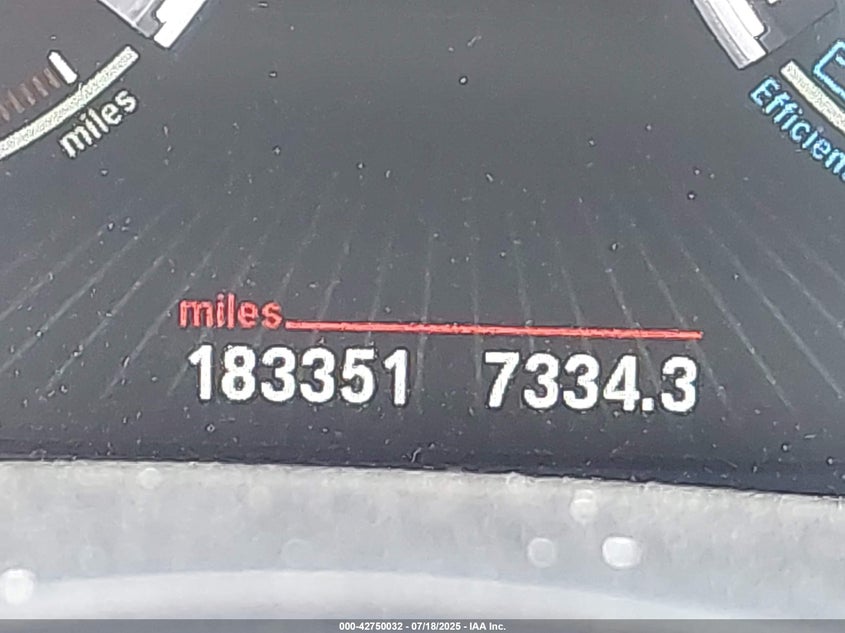 miles
Efficien
miles
183351 7334.3
000-42750032 - 07/18/2025 - IAA Inc.